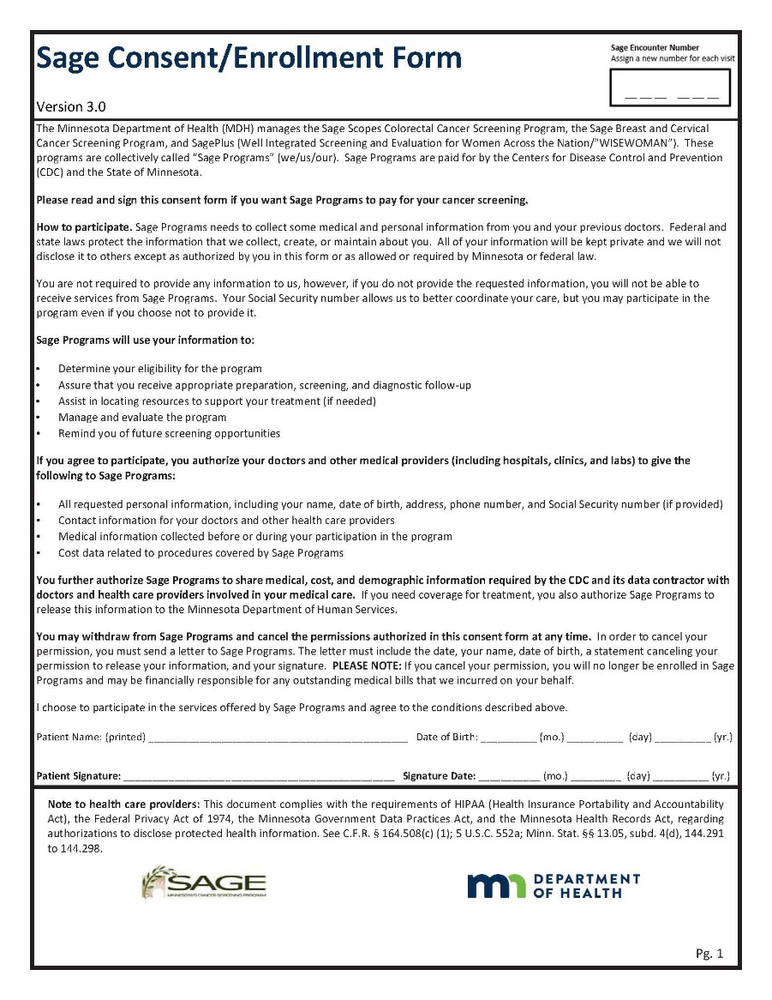 Sage Consent/Enrollment Form
Sage Encounter Number
Assign a new number for each visit
___ ___
Version 3.0
The Minnesota Department of Health (MDH) manages the Sage Scopes Colorectal Cancer Screening Program, the Sage Breast and Cervical
Cancer Screening Program, and SagePlus (Well Integrated Screening and Evaluation for Women Across the Nation/”WISEWOMAN”).  These
programs are collectively called “Sage Programs” (we/us/our).  Sage Programs are paid for by the Centers for Disease Control and Prevention
(CDC) and the State of Minnesota.
Please read and sign this consent form if you want Sage Programs to pay for your cancer screening.
How to participate. Sage Programs needs to collect some medical and personal information from you and your previous doctors.  Federal and
state laws protect the information that we collect, create, or maintain about you.  All of your information will be kept private and we will not
disclose it to others except as authorized by you in this form or as allowed or required by Minnesota or federal law.
You are not required to provide any information to us, however, if you do not provide the requested information, you will not be able to
receive services from Sage Programs.  Your Social Security number allows us to better coordinate your care, but you may participate in the
program even if you choose not to provide it.
Sage Programs will use your information to:
• Determine your eligibility for the program
• Assure that you receive appropriate preparation, screening, and diagnostic follow-up
• Assist in locating resources to support your treatment (if needed)
• Manage and evaluate the program
• Remind you of future screening opportunities
If you agree to participate, you authorize your doctors and other medical providers (including hospitals, clinics, and labs) to give the
following to Sage Programs:
• All requested personal information, including your name, date of birth, address, phone number, and Social Security number (if provided)
• Contact information for your doctors and other health care providers
• Medical information collected before or during your participation in the program
• Cost data related to procedures covered by Sage Programs
You further authorize Sage Programs to share medical, cost, and demographic information required by the CDC and its data contractor with
doctors and health care providers involved in your medical care.  If you need coverage for treatment, you also authorize Sage Programs to
release this information to the Minnesota Department of Human Services.
You may withdraw from Sage Programs and cancel the permissions authorized in this consent form at any time.  In order to cancel your
permission, you must send a letter to Sage Programs. The letter must include the date, your name, date of birth, a statement canceling your
permission to release your information, and your signature.  PLEASE NOTE: If you cancel your permission, you will no longer be enrolled in Sage
Programs and may be financially responsible for any outstanding medical bills that we incurred on your behalf.
I choose to participate in the services offered by Sage Programs and agree to the conditions described above.
Patient Name: (printed) ____________ Date of Birth: _________ (mo.) _________ (day) _________ (yr.)
Patient Signature: ____________ Signature Date: __________ (mo.) ________ (day) _________ (yr.)
Note to health care providers: This document complies with the requirements of HIPAA (Health Insurance Portability and Accountability
Act), the Federal Privacy Act of 1974, the Minnesota Government Data Practices Act, and the Minnesota Health Records Act, regarding
authorizations to disclose protected health information. See C.F.R. § 164.508(c) (1); 5 U.S.C. 552a; Minn. Stat. §§ 13.05, subd. 4(d), 144.291
to 144.298.
SAGE
MINNESOTA'S CANCER SCREENING PROGRAM
mn DEPARTMENT
OF HEALTH
Pg. 1